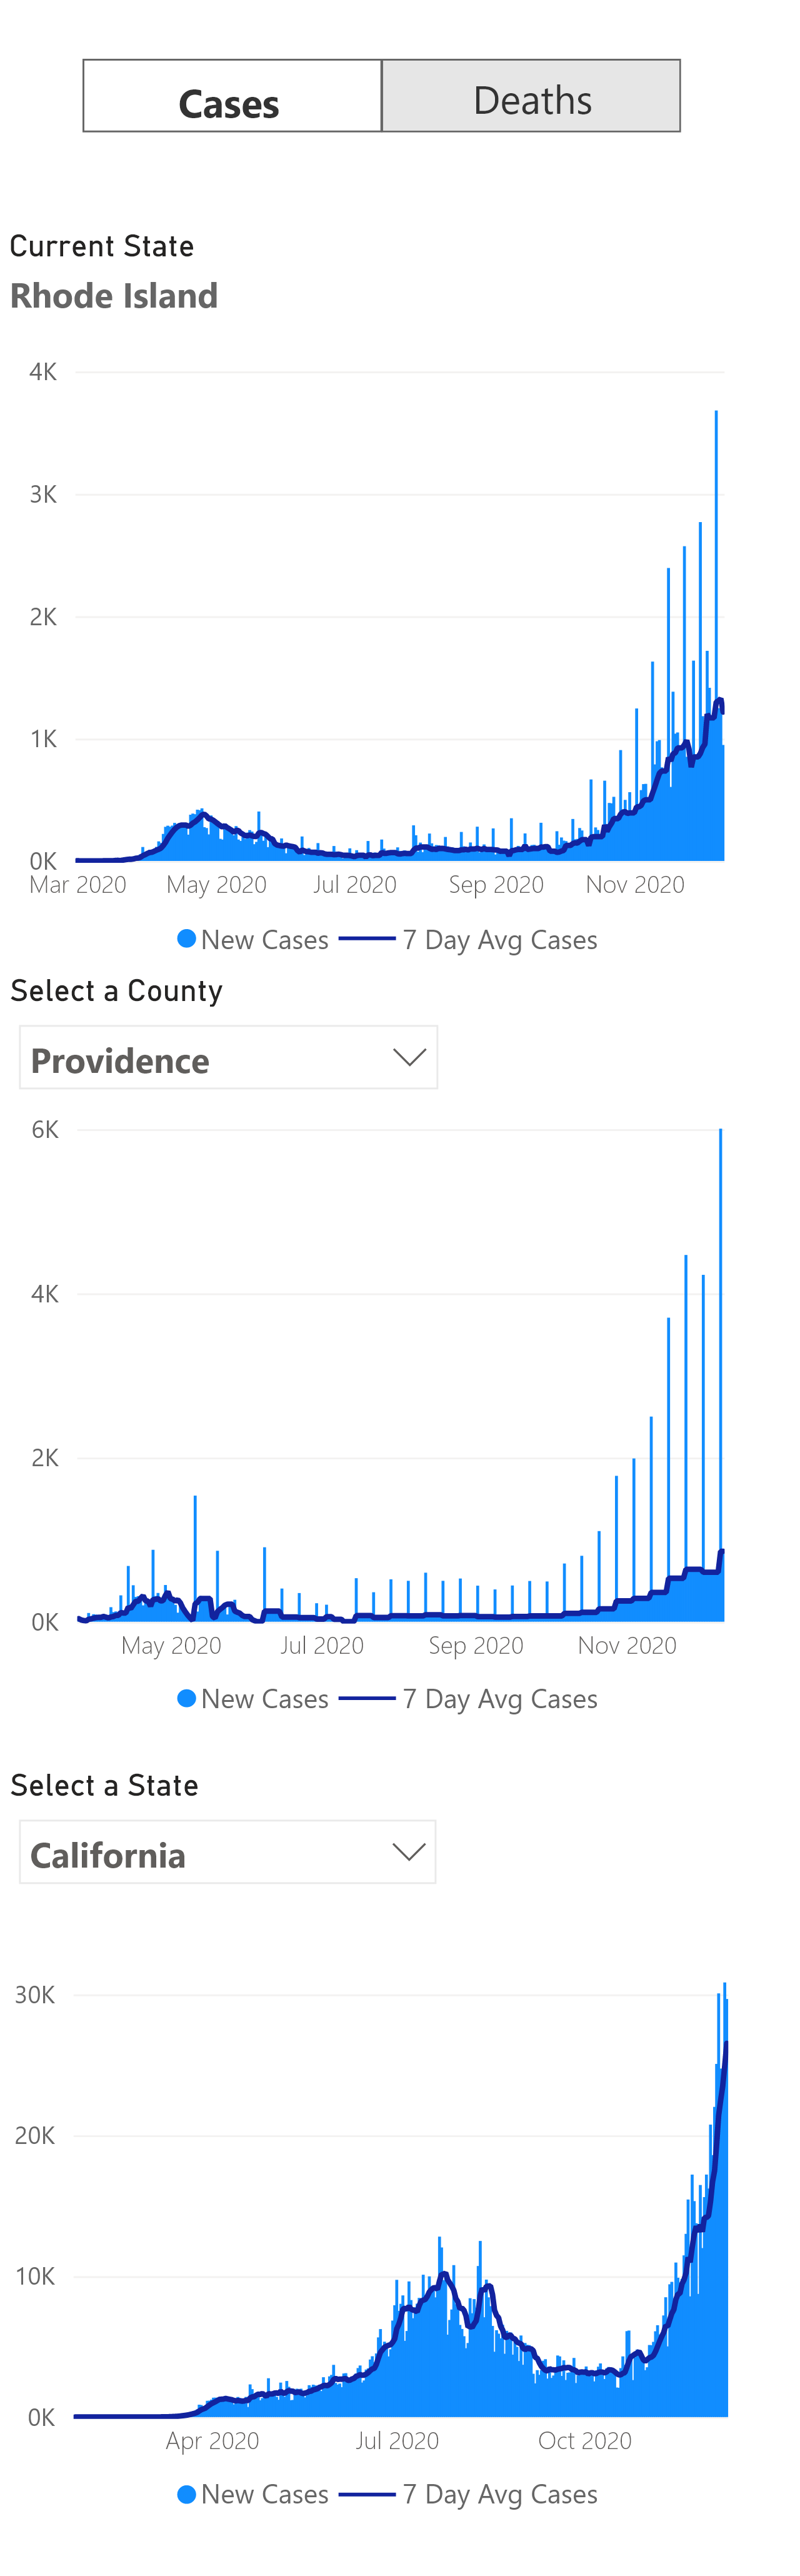 Cases Deaths
Current State
Rhode Island
4K
3K
2K
1K
0K
Mar 2020 May 2020 Jul 2020 Sep 2020 Nov 2020
New Cases 7 Day Avg Cases
Select a County
Providence
6K
4K
2K
0K
May 2020 Jul 2020 Sep 2020 Nov 2020
New Cases 7 Day Avg Cases
Select a State
California
30K
20K
10K
0K
Apr 2020 Jul 2020 Oct 2020
New Cases 7 Day Avg Cases